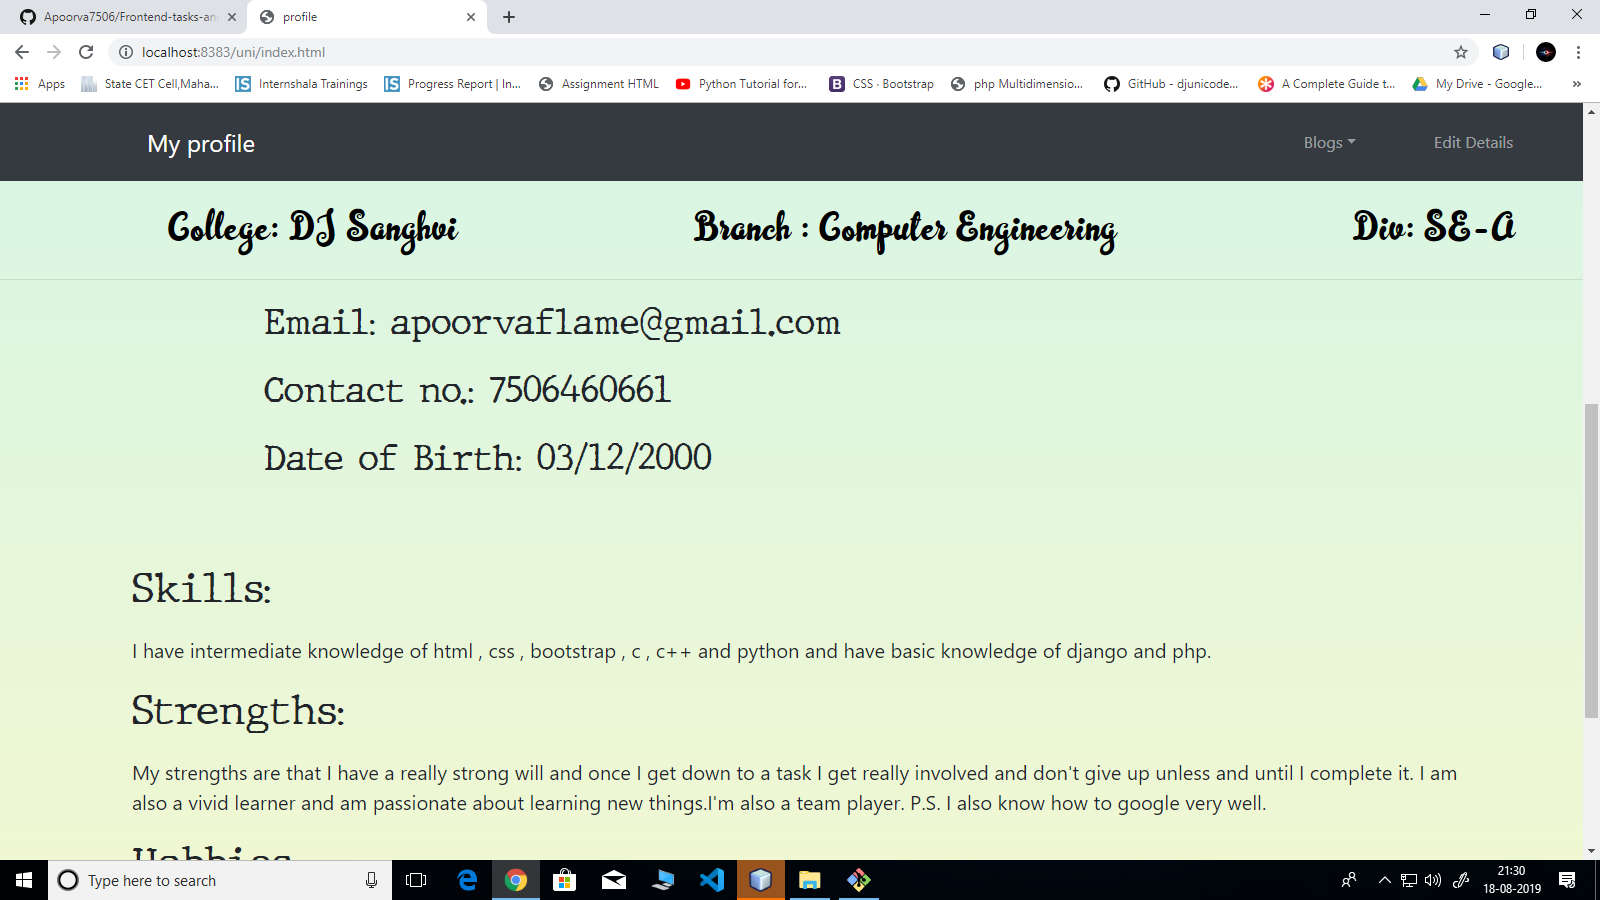 Apoorva7506/Frontend-tasks-an
profile
localhost:8383/uni/index.html
Apps
State CET Cell,Maha...
Internshala Trainings
Progress Report | In...
Assignment HTML
Python Tutorial for...
CSS · Bootstrap
php Multidimensio...
GitHub - djunicode...
A Complete Guide t...
My Drive - Google...
»
My profile
Blogs
Edit Details
College: DJ Sanghvi
Branch : Computer Engineering
Div: SE-A
Email: apoorvaflame@gmail.com
Contact no.: 7506460661
Date of Birth: 03/12/2000
Skills:
I have intermediate knowledge of html , css , bootstrap , c , c++ and python and have basic knowledge of django and php.
Strengths:
My strengths are that I have a really strong will and once I get down to a task I get really involved and don't give up unless and until I complete it. I am
also a vivid learner and am passionate about learning new things.I'm also a team player. P.S. I also know how to google very well.
Hobbies
Type here to search
21:30
18-08-2019